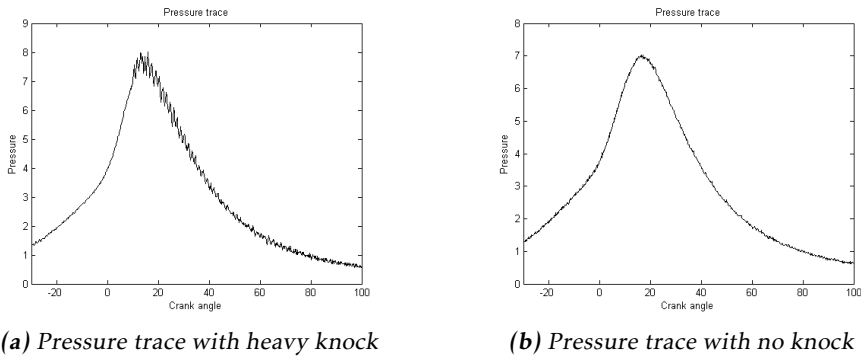 Pressure trace
9
8
7
6
5
4
3
2
1
0
Pressure
-20 0 20 40 60 80 100
Crank angle
(a) Pressure trace with heavy knock
Pressure trace
8
7
6
5
4
3
2
1
0
Pressure
-20 0 20 40 60 80 100
Crank angle
(b) Pressure trace with no knock